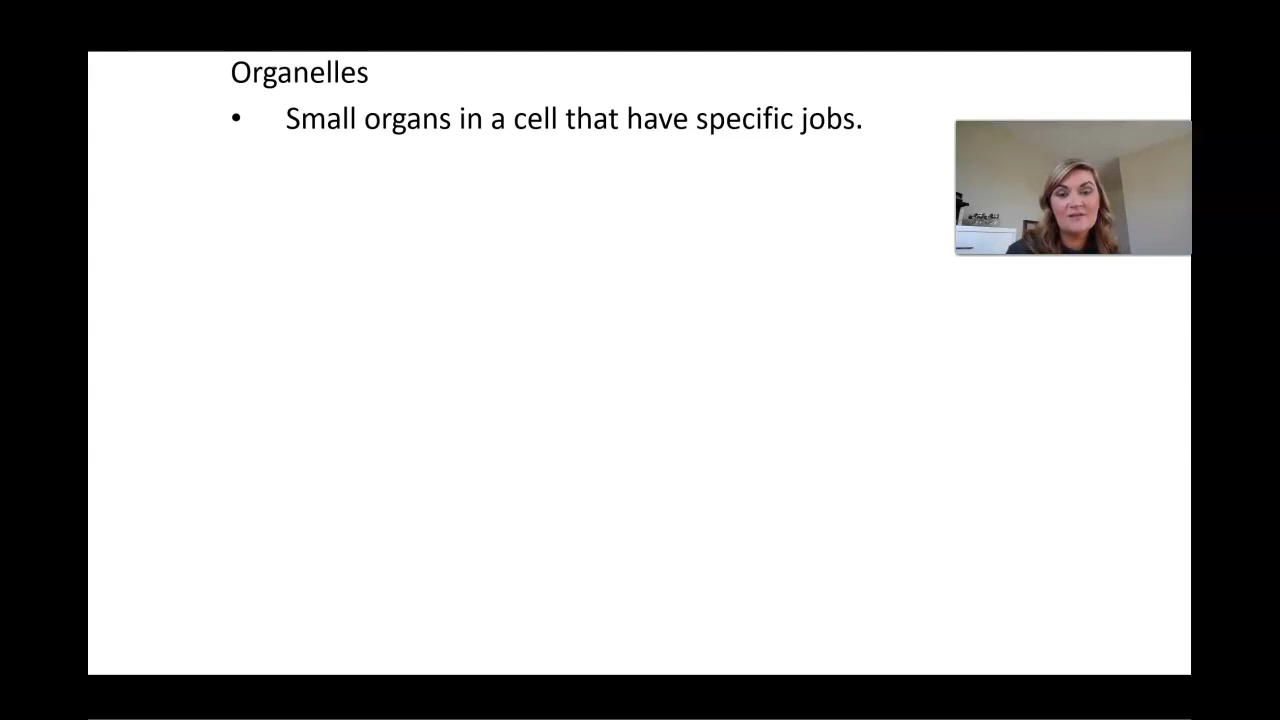 Organelles
• Small organs in a cell that have specific jobs.